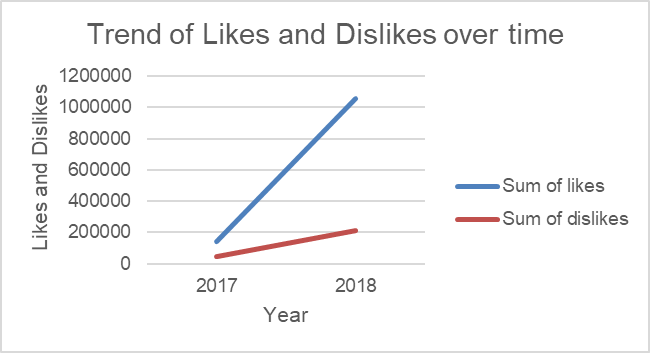 Trend of Likes and Dislikes over time
Likes and Dislikes
1200000
1000000
800000
600000
400000
200000
0
2017
2018
Year
Sum of likes
Sum of dislikes